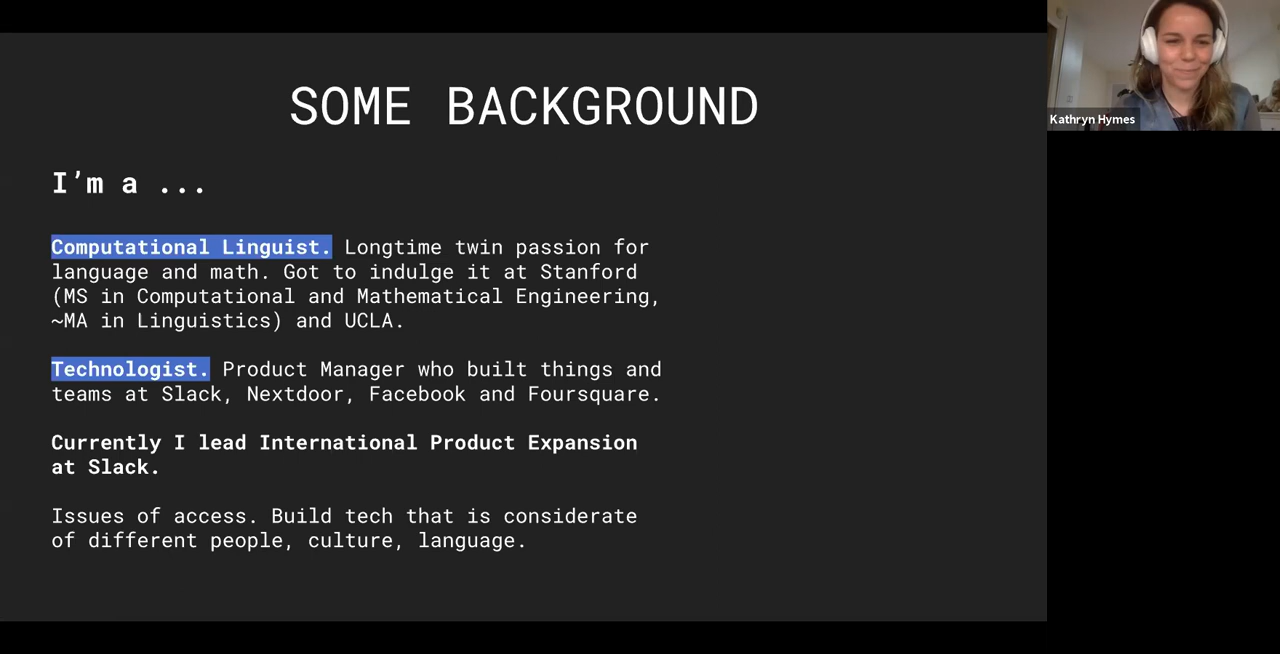 SOME BACKGROUND
I’m a ...
Computational Linguist. Longtime twin passion for
language and math. Got to indulge it at Stanford
(MS in Computational and Mathematical Engineering,
~MA in Linguistics) and UCLA.
Technologist. Product Manager who built things and
teams at Slack, Nextdoor, Facebook and Foursquare.
Currently I lead International Product Expansion
at Slack.
Issues of access. Build tech that is considerate
of different people, culture, language.
Kathryn Hymes